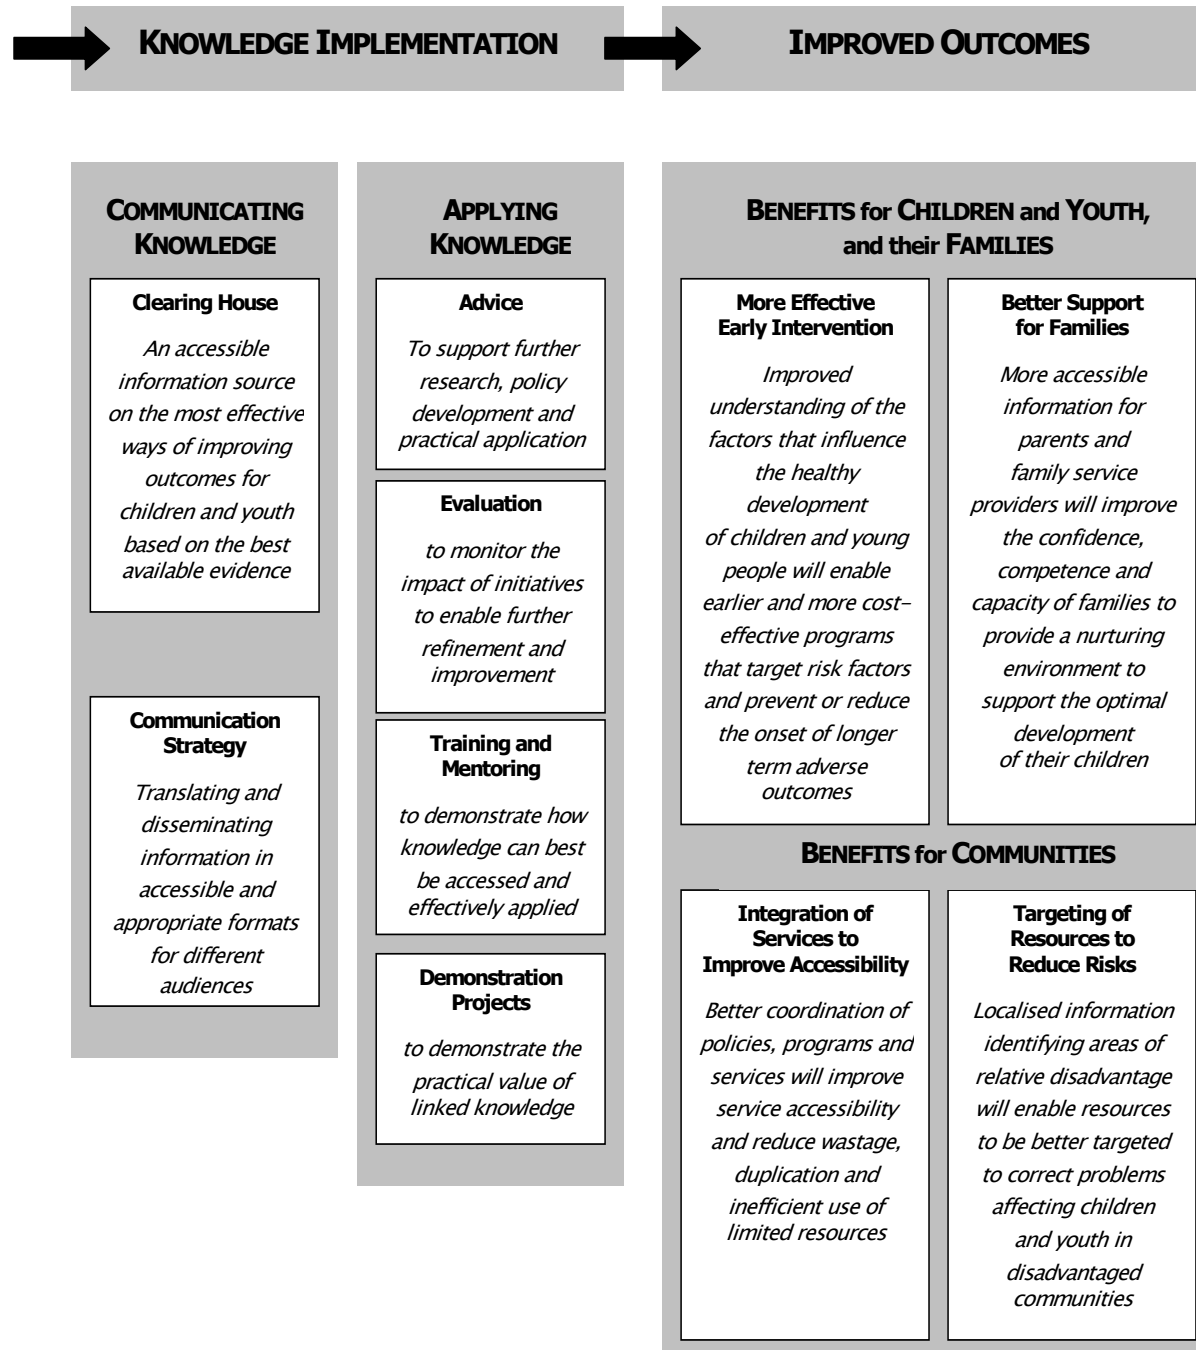 KNOWLEDGE IMPLEMENTATION
IMPROVED OUTCOMES
COMMUNICATING
KNOWLEDGE
Clearing House
An accessible
information source
on the most effective
ways of improving
outcomes for
children and youth
based on the best
available evidence
Communication
Strategy
Translating and
disseminating
information in
accessible and
appropriate formats
for different
audiences
APPLYING
KNOWLEDGE
Advice
To support further
research, policy
development and
practical application
Evaluation
to monitor the
impact of initiatives
to enable further
refinement and
improvement
Training and
Mentoring
to demonstrate how
knowledge can best
be accessed and
effectively applied
Demonstration
Projects
to demonstrate the
practical value of
linked knowledge
BENEFITS for CHILDREN and YOUTH,
and their FAMILIES
More Effective
Early Intervention
Improved
understanding of the
factors that influence
the healthy
development
of children and young
people will enable
earlier and more cost-
effective programs
that target risk factors
and prevent or reduce
the onset of longer
term adverse
outcomes
Better Support
for Families
More accessible
information for
parents and
family service
providers will improve
the confidence,
competence and
capacity of families to
provide a nurturing
environment to
support the optimal
development
of their children
BENEFITS for COMMUNITIES
Integration of
Services to
Improve Accessibility
Better coordination of
policies, programs and
services will improve
service accessibility
and reduce wastage,
duplication and
inefficient use of
limited resources
Targeting of
Resources to
Reduce Risks
Localised information
identifying areas of
relative disadvantage
will enable resources
to be better targeted
to correct problems
affecting children
and youth in
disadvantaged
communities